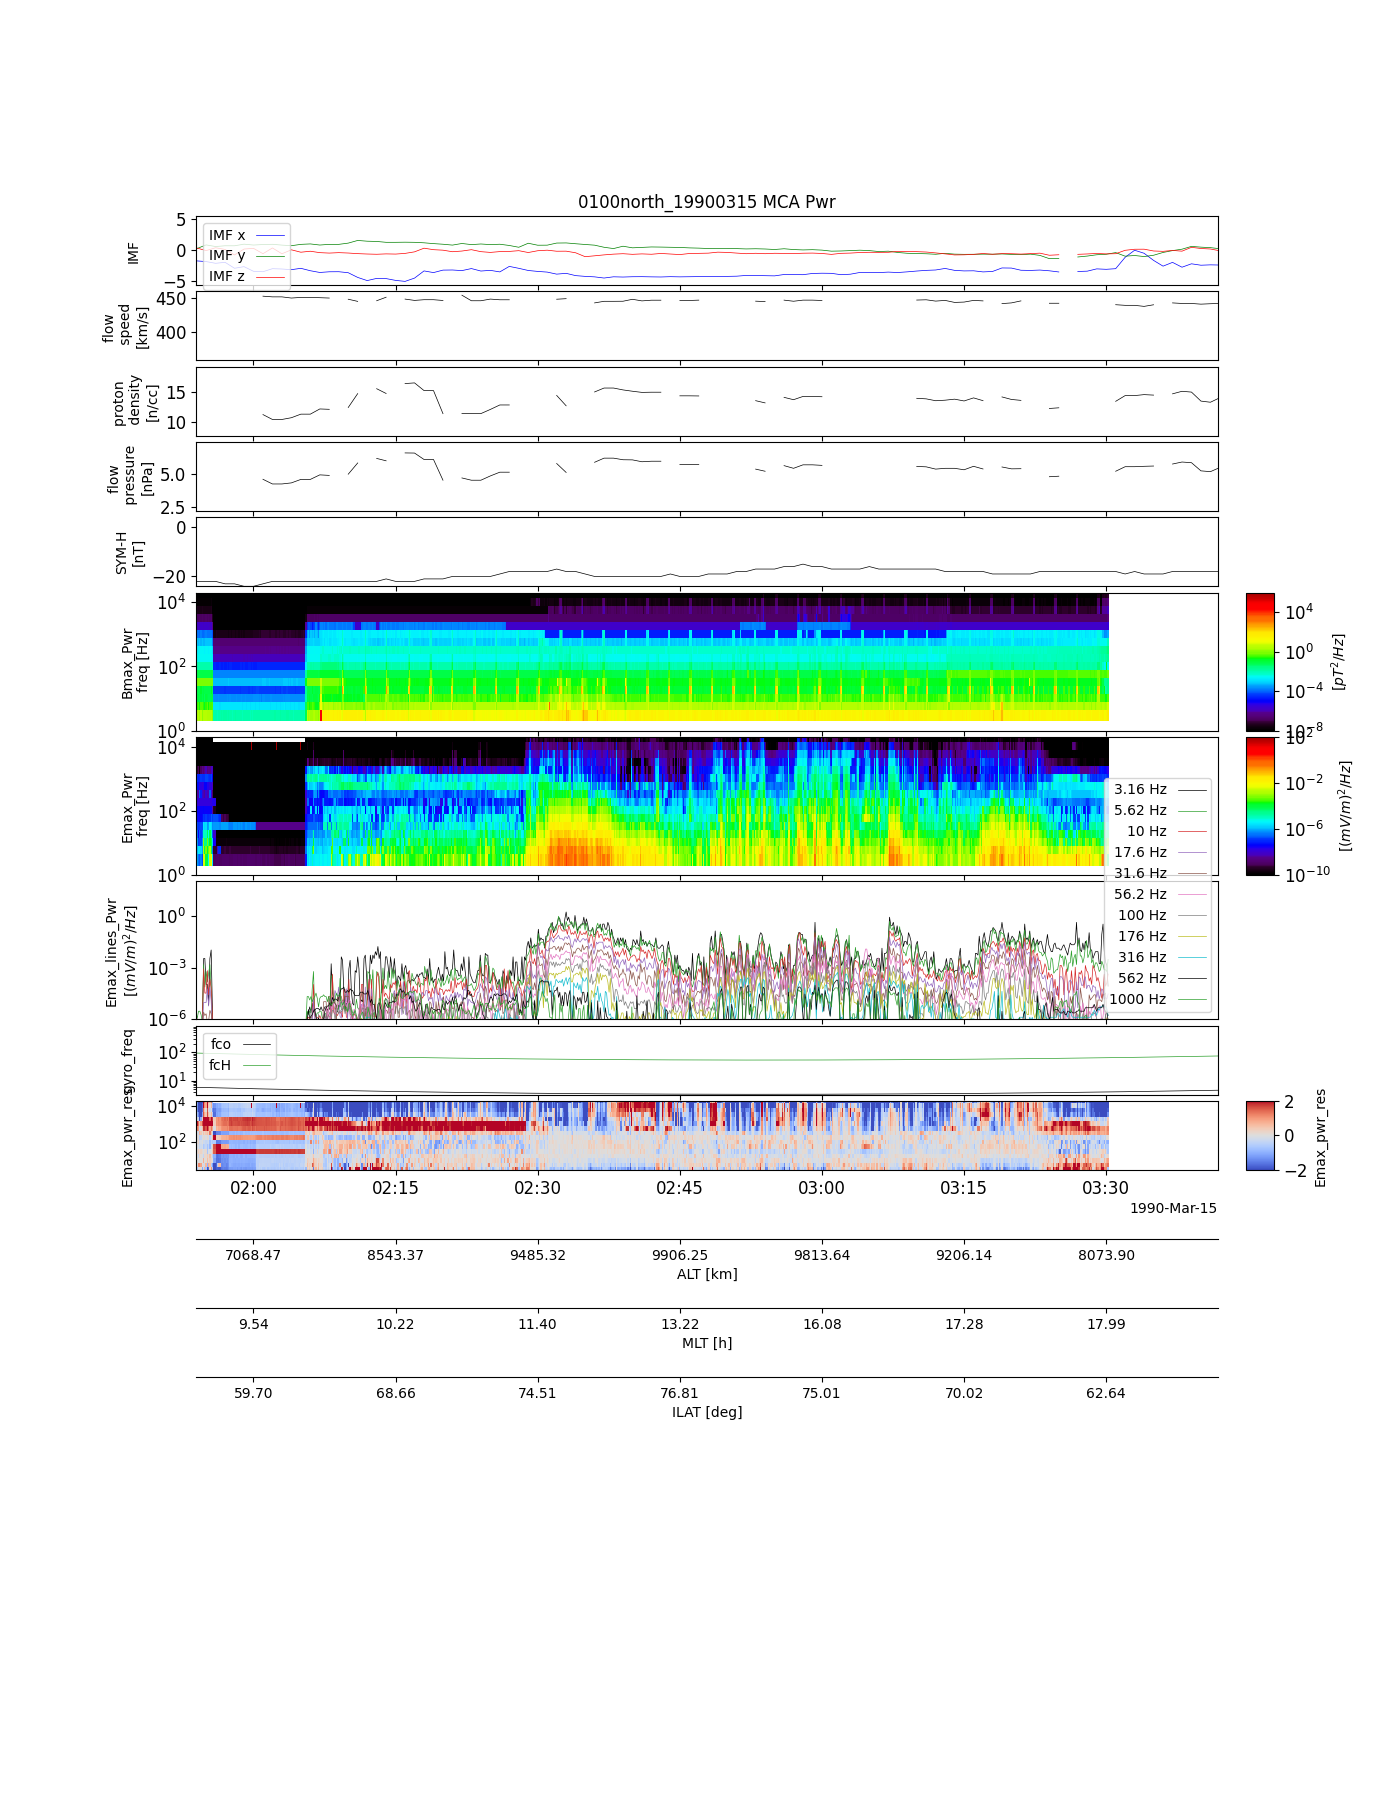 0100north_19900315 MCA Pwr
5
0
−5
IMF
IMF x
IMF y
IMF z
450
400
flow
speed
[km/s]
15
10
proton
density
[n/cc]
5.0
2.5
flow
pressure
[nPa]
0
−20
SYM-H
[nT]
10^4
10^2
10^0
Bmax_Pwr
freq [Hz]
10^4
10^0
10^−4
10^−8
[pT^2/Hz]
10^4
10^2
10^0
Emax_Pwr
freq [Hz]
10^2
10^−2
10^−6
10^−10
[(mV/m)^2/Hz]
3.16 Hz
5.62 Hz
10 Hz
17.6 Hz
31.6 Hz
56.2 Hz
100 Hz
176 Hz
316 Hz
562 Hz
1000 Hz
10^0
10^−3
10^−6
Emax_lines_Pwr
[(mV/m)^2/Hz]
10^2
10^1
gyro_freq
fco
fcH
10^4
10^2
Emax_pwr_res
2
0
−2
Emax_pwr_res
02:00 02:15 02:30 02:45 03:00 03:15 03:30
1990-Mar-15
7068.47 8543.37 9485.32 9906.25 9813.64 9206.14 8073.90
ALT [km]
9.54 10.22 11.40 13.22 16.08 17.28 17.99
MLT [h]
59.70 68.66 74.51 76.81 75.01 70.02 62.64
ILAT [deg]